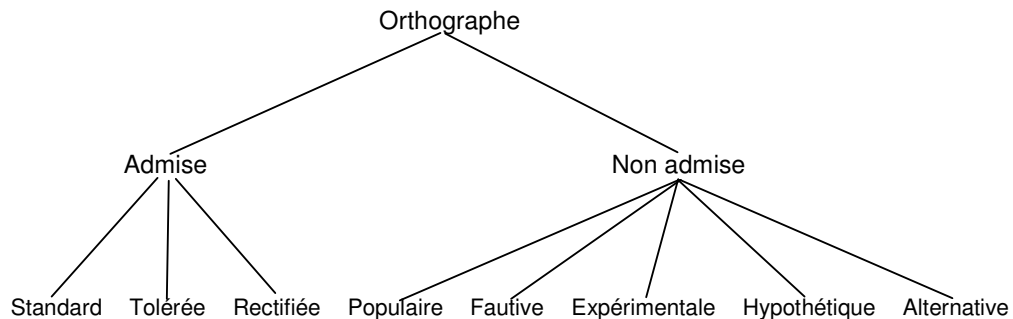 Orthographe
Admise Non admise
Standard Tolérée Rectifiée Populaire Fautive Expérimentale Hypothétique Alternative